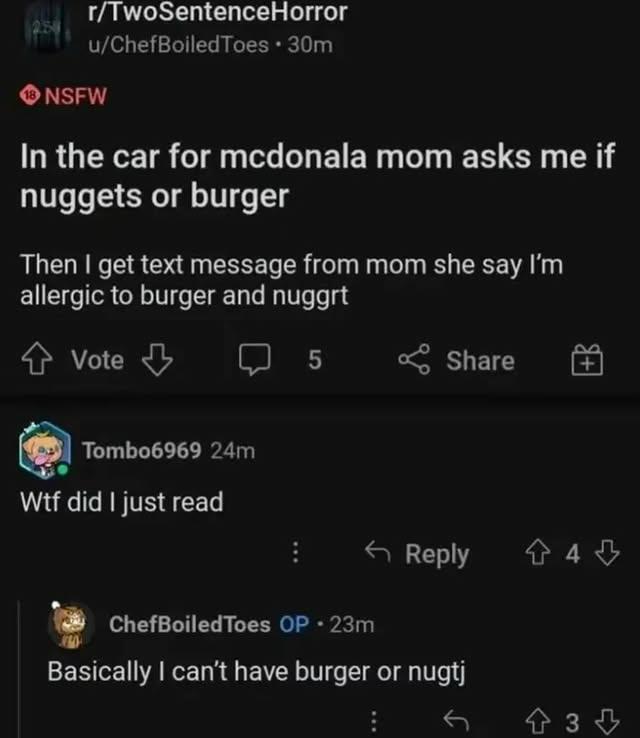 r/TwoSentenceHorror
u/ChefBoiledToes • 30m
18 NSFW
In the car for mcdonala mom asks me if
nuggets or burger
Then I get text message from mom she say I'm
allergic to burger and nuggrt
Vote 5 Share
Tombo6969 24m
Wtf did I just read
Reply 4
ChefBoiledToes OP • 23m
Basically I can't have burger or nugtj
3